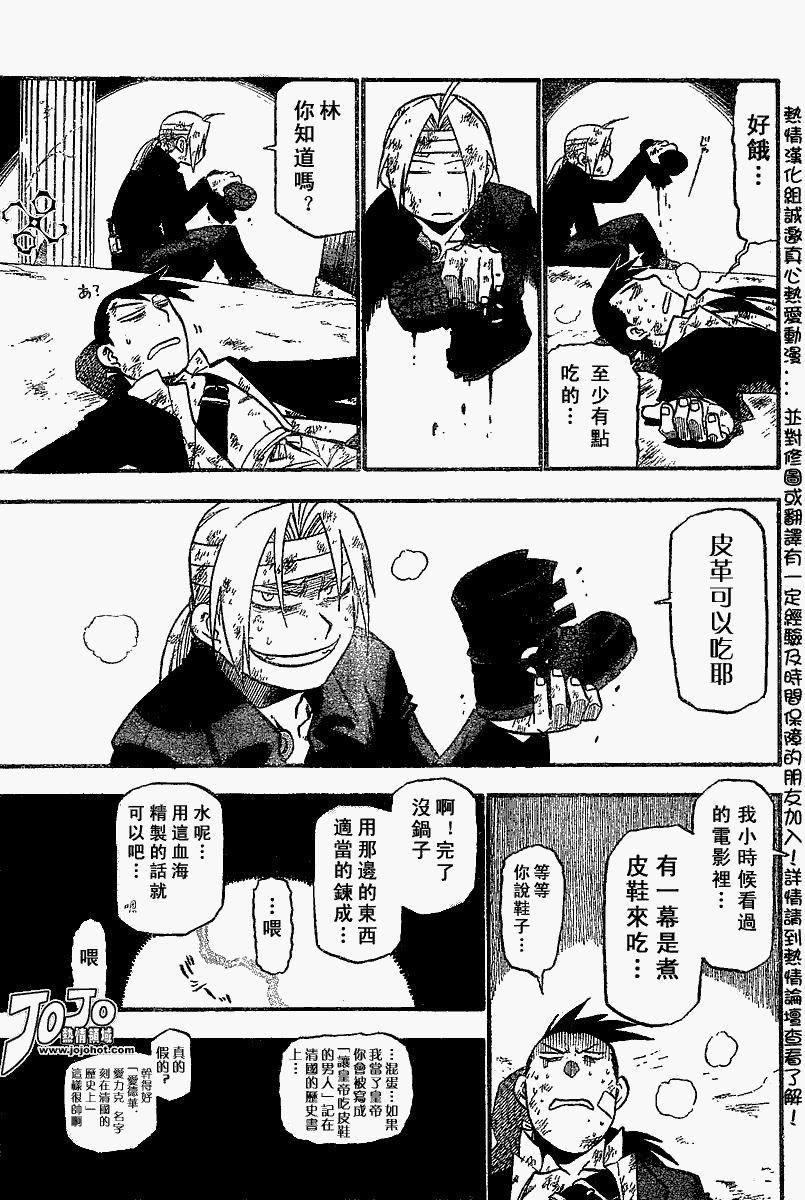 好餓…
至少有點
吃的…
林
你知道嗎？
あ？
皮革可以吃耶
我小時候看過
的電影裡…
有一幕是煮
皮鞋來吃…
等等
你說鞋子…
啊！完了
沒鍋子
用那邊的東西
適當的鍊成…
…喂
水呢…
用這血海
精製的話就
可以吧…
嗯
喂
…混蛋…如果
我當了皇帝
你會被寫成
「讓皇帝吃皮鞋
的男人」記在
清國的歷史書
上…
真的
假的？
幹得好
「愛德華．
愛力克 名字
刻在清國的
歷史上」
這樣很帥啊
JOJO
熱情領域
www.jojohot.com
熱情漢化組誠邀真心熱愛動漫... 並對修圖或翻譯有一定經驗及時間保障的朋友加入！詳情請到熱情論壇查看了解！